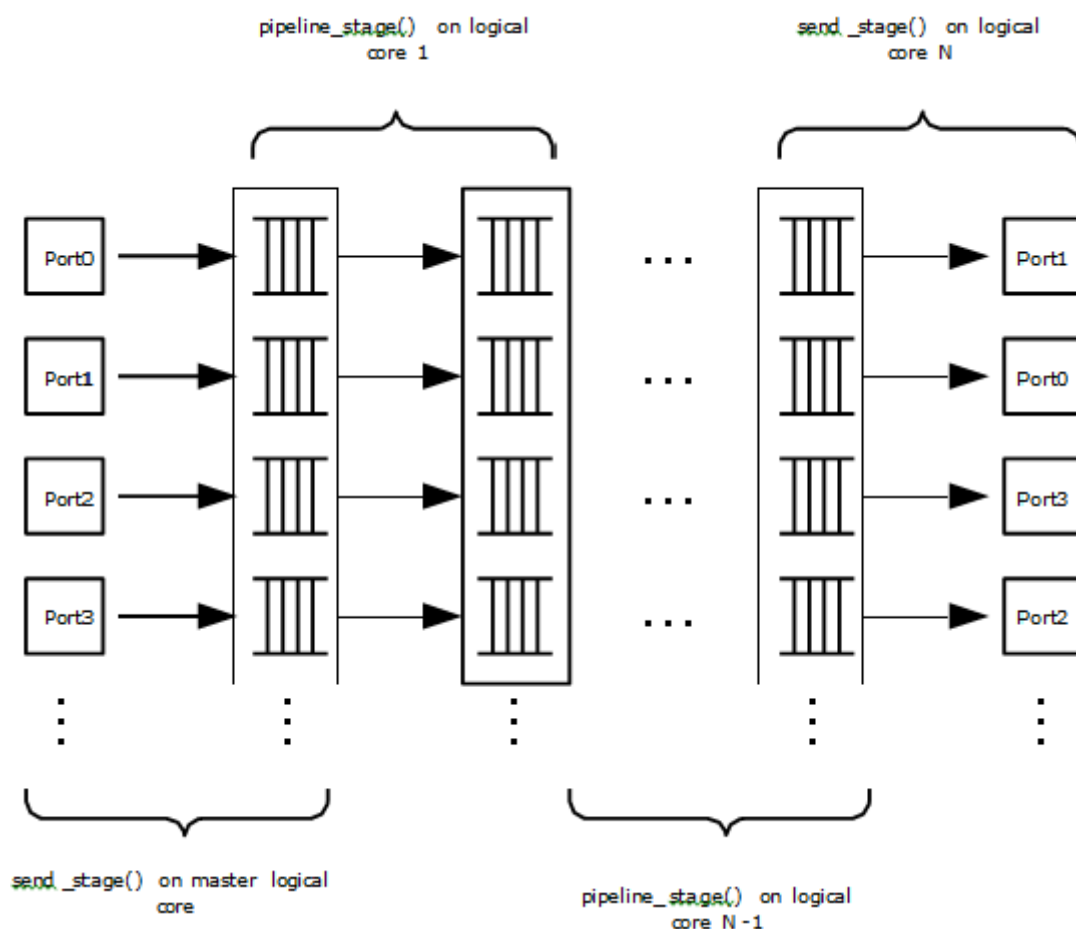 pipeline_stage() on logical
core 1
send _stage() on logical
core N
Port0
Port1
Port1
Port0
Port2
Port3
Port3
Port2
send _stage() on master logical
core
pipeline_stage() on logical
core N-1